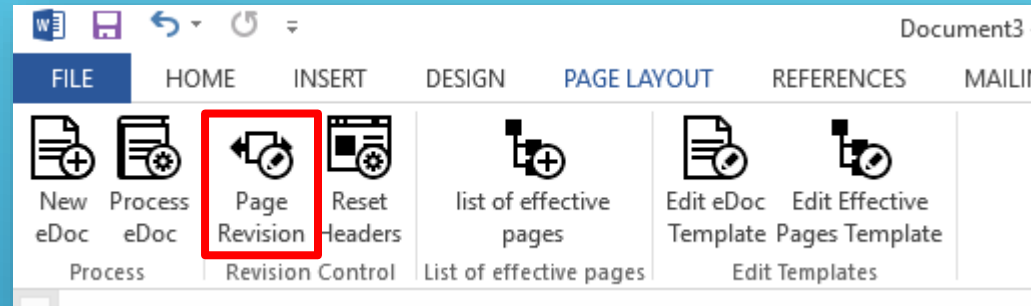 Document3 -
FILE HOME INSERT DESIGN PAGE LAYOUT REFERENCES MAILIN
New Process Page Reset list of effective Edit eDoc Edit Effective
eDoc eDoc Revision Headers pages Template Pages Template
Process Revision Control List of effective pages Edit Templates